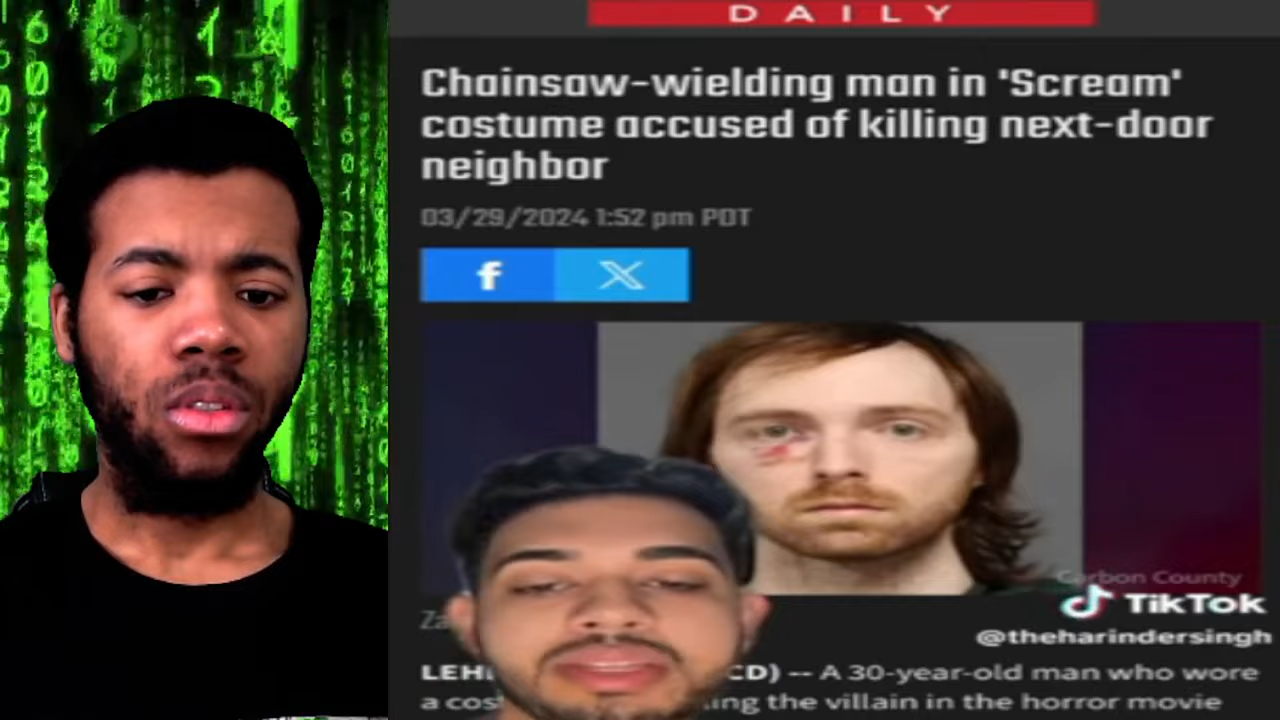 DAILY
Chainsaw-wielding man in 'Scream'
costume accused of killing next-door
neighbor
03/29/2024 1:52 pm PDT
f X
Carbon County
TikTok
@theharindersingh
CD) -- A 30-year-old man who wore
the villain in the horror movie